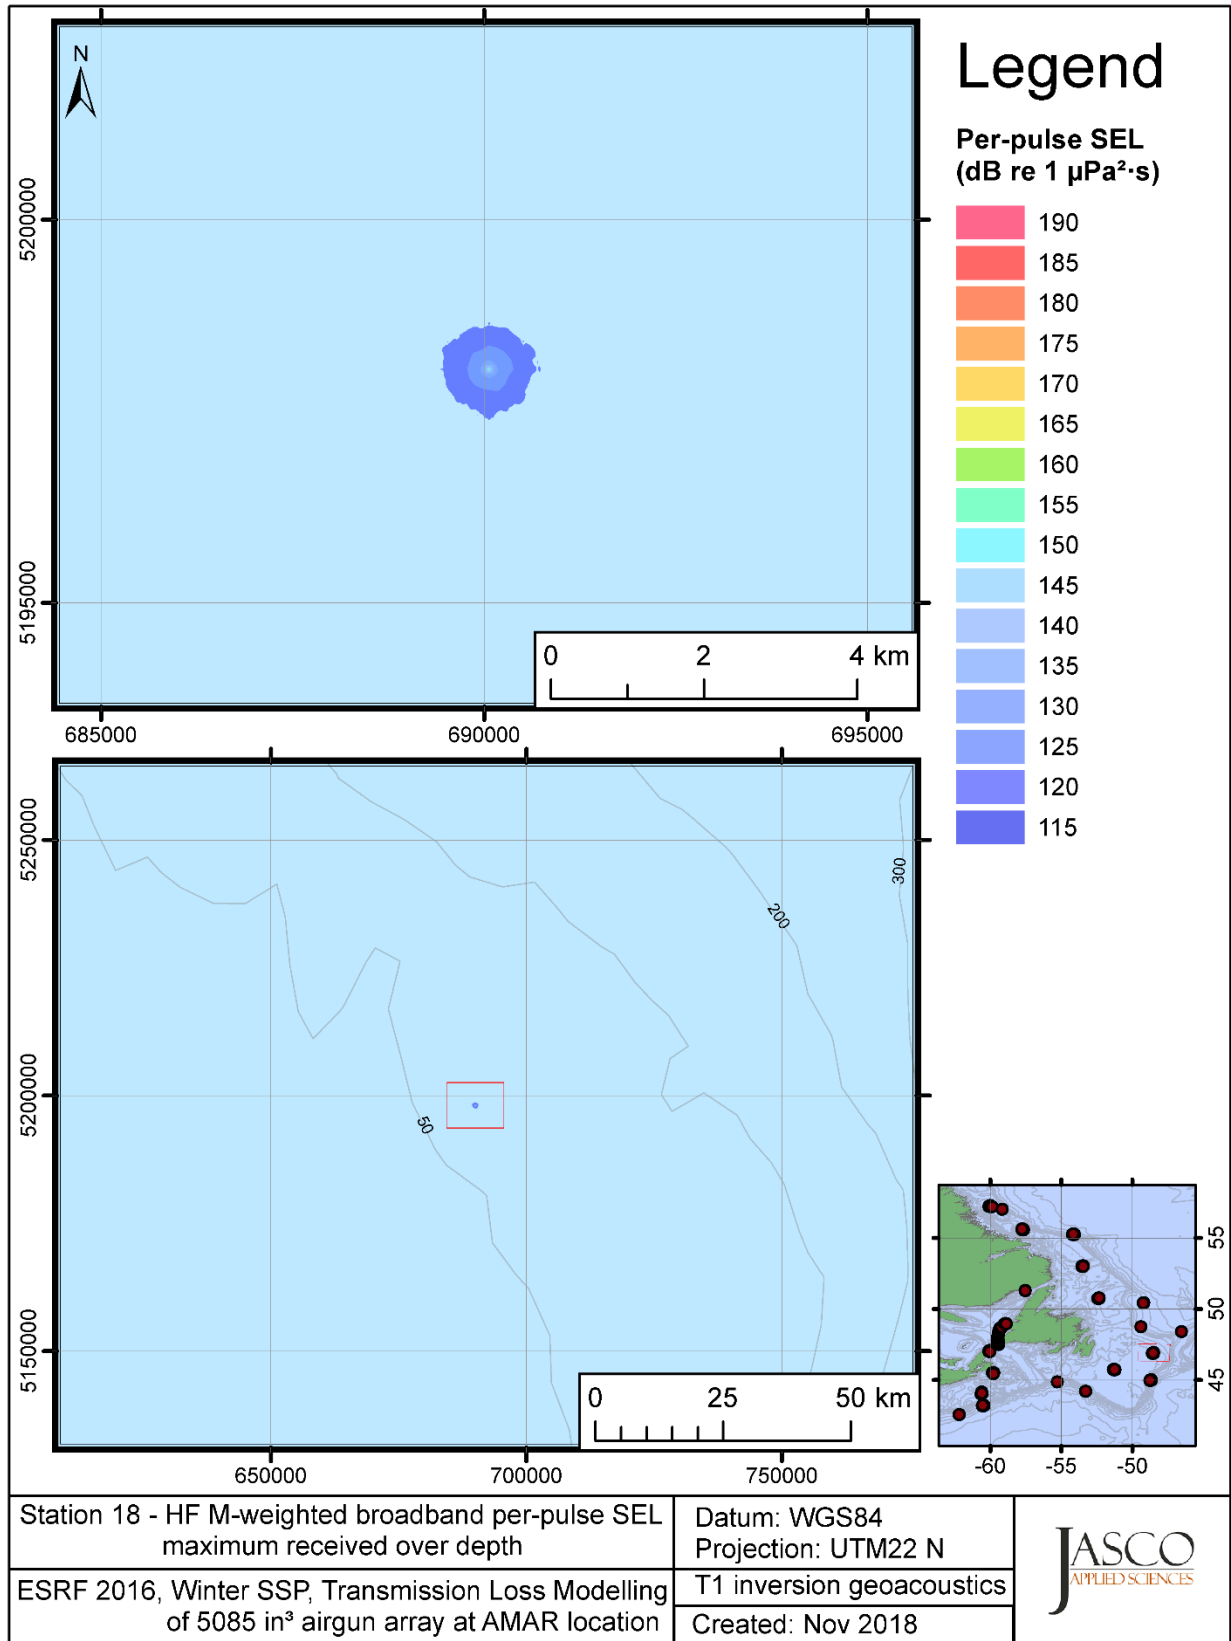 N
5200000
5195000
0 2 4 km
685000 690000 695000
5250000
5200000
5150000
50
200
300
0 25 50 km
650000 700000 750000
Legend
Per-pulse SEL
(dB re 1 µPa²·s)
190
185
180
175
170
165
160
155
150
145
140
135
130
125
120
115
55
50
45
-60 -55 -50
Station 18 - HF M-weighted broadband per-pulse SEL
maximum received over depth
ESRF 2016, Winter SSP, Transmission Loss Modelling
of 5085 in³ airgun array at AMAR location
Datum: WGS84
Projection: UTM22 N
T1 inversion geoacoustics
Created: Nov 2018
JASCO
APPLIED SCIENCES